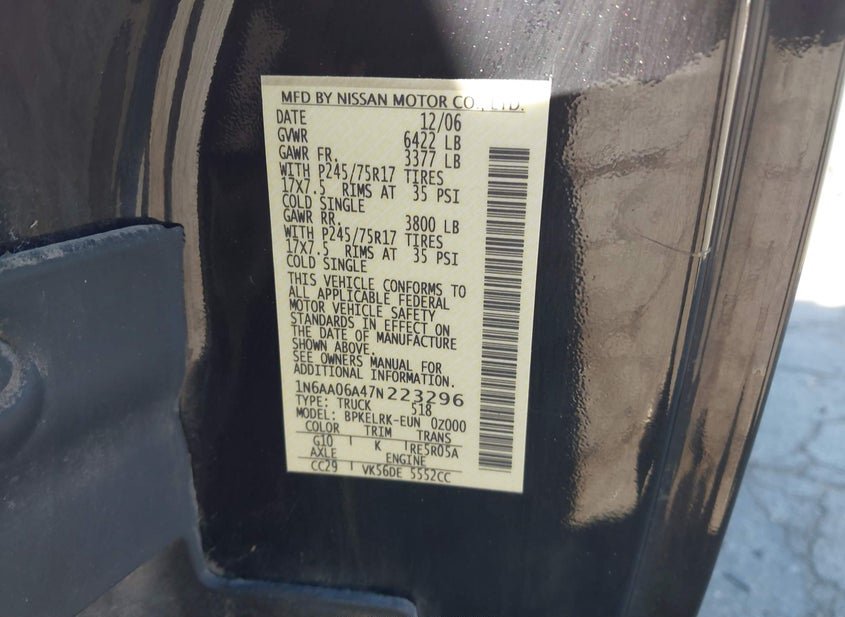 MFD BY NISSAN MOTOR CO., LTD.
DATE 12/06
GVWR 6422 LB
GAWR FR. 3377 LB
WITH P245/75R17 TIRES
17X7.5 RIMS AT 35 PSI
COLD SINGLE
GAWR RR. 3800 LB
WITH P245/75R17 TIRES
17X7.5 RIMS AT 35 PSI
COLD SINGLE
THIS VEHICLE CONFORMS TO
ALL APPLICABLE FEDERAL
MOTOR VEHICLE SAFETY
STANDARDS IN EFFECT ON
THE DATE OF MANUFACTURE
SHOWN ABOVE.
SEE OWNERS MANUAL FOR
ADDITIONAL INFORMATION.
1N6AA06A47N223296
TYPE: TRUCK 518
MODEL: BPKELRK-EUN 0Z000
COLOR TRIM TRANS
G10 K RE5R05A
AXLE ENGINE
CC29 VK56DE 5552CC